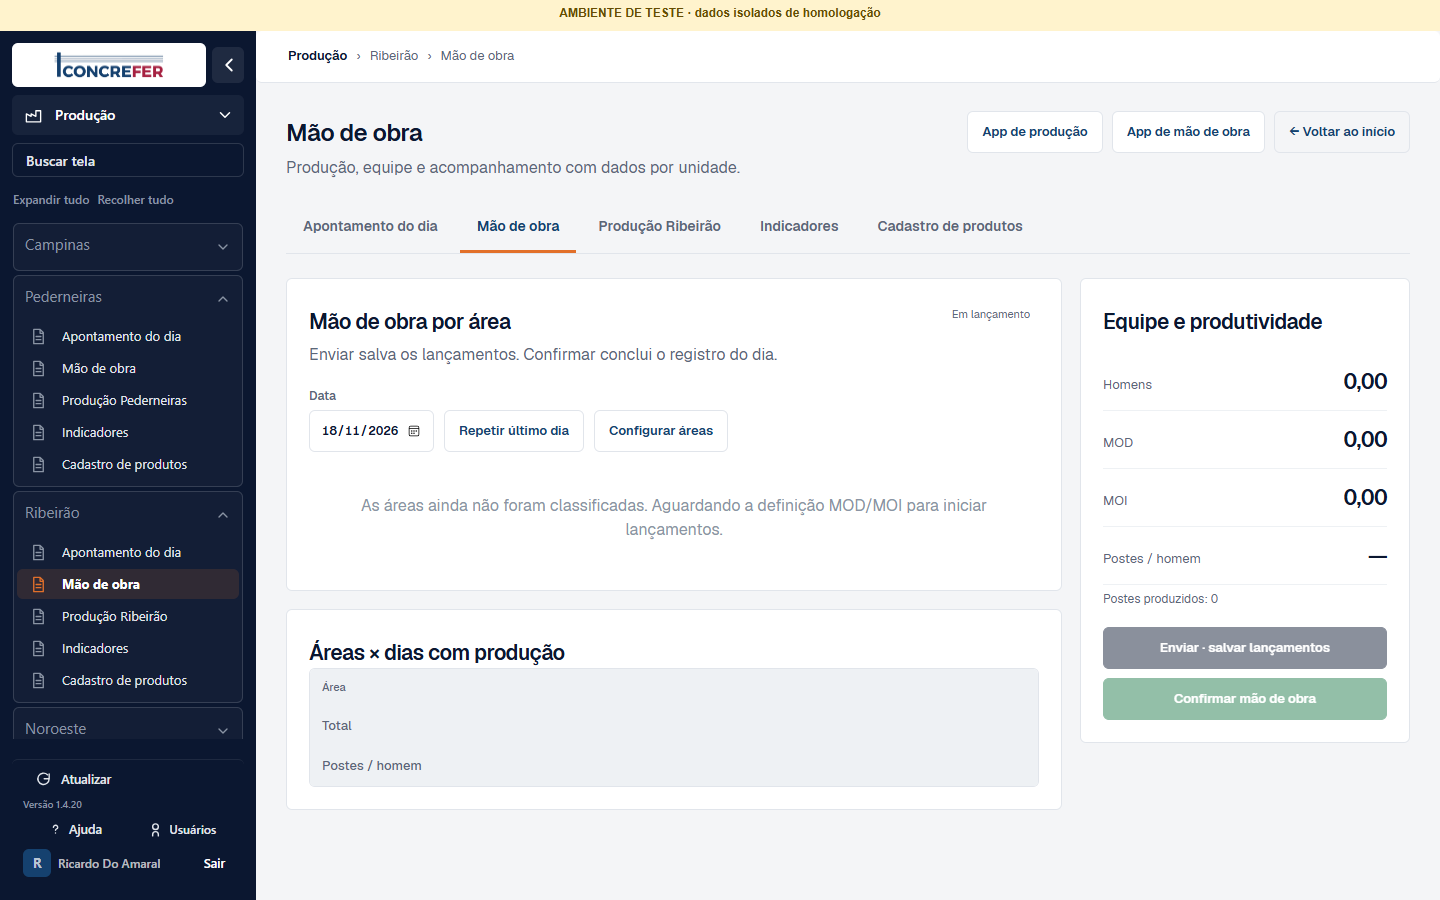 AMBIENTE DE TESTE · dados isolados de homologação
CONCREFER
Produção
Buscar tela
Expandir tudo Recolher tudo
Campinas
Pederneiras
Apontamento do dia
Mão de obra
Produção Pederneiras
Indicadores
Cadastro de produtos
Ribeirão
Apontamento do dia
Mão de obra
Produção Ribeirão
Indicadores
Cadastro de produtos
Noroeste
Atualizar
Versão 1.4.20
? Ajuda Usuários
R Ricardo Do Amaral Sair
Produção › Ribeirão › Mão de obra
Mão de obra
Produção, equipe e acompanhamento com dados por unidade.
App de produção App de mão de obra ← Voltar ao início
Apontamento do dia Mão de obra Produção Ribeirão Indicadores Cadastro de produtos
Mão de obra por área
Em lançamento
Enviar salva os lançamentos. Confirmar conclui o registro do dia.
Data
18/11/2026 Repetir último dia Configurar áreas
As áreas ainda não foram classificadas. Aguardando a definição MOD/MOI para iniciar
lançamentos.
Áreas × dias com produção
Área
Total
Postes / homem
Equipe e produtividade
Homens 0,00
MOD 0,00
MOI 0,00
Postes / homem —
Postes produzidos: 0
Enviar · salvar lançamentos
Confirmar mão de obra